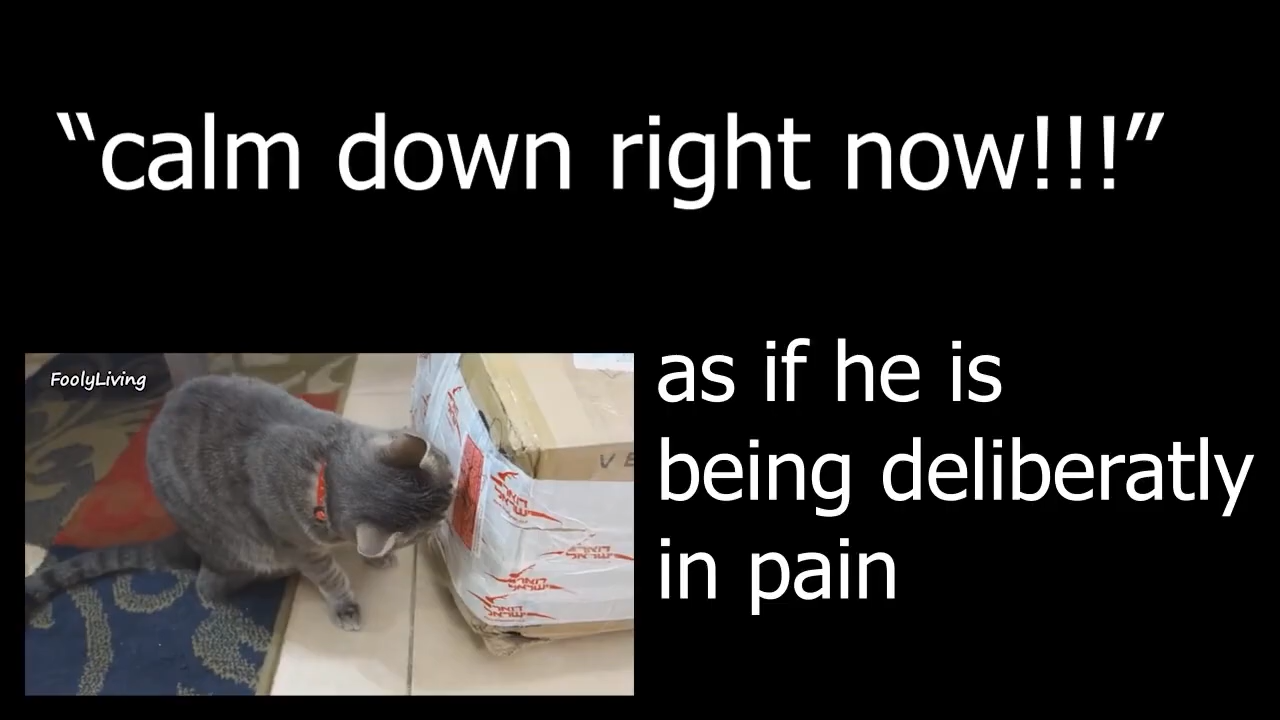 “calm down right now!!!”
FoolyLiving
as if he is
being deliberatly
in pain